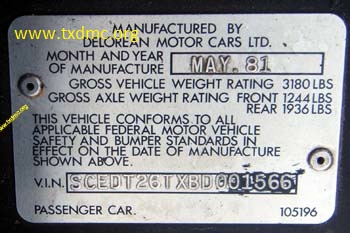 www.txdmc.org
MANUFACTURED BY
DELOREAN MOTOR CARS LTD.
MONTH AND YEAR
OF MANUFACTURE MAY. 81
GROSS VEHICLE WEIGHT RATING 3180 LBS
GROSS AXLE WEIGHT RATING FRONT 1244 LBS
REAR 1936 LBS
THIS VEHICLE CONFORMS TO ALL
APPLICABLE FEDERAL MOTOR VEHICLE
SAFETY AND BUMPER STANDARDS IN
EFFECT ON THE DATE OF MANUFACTURE
SHOWN ABOVE.
V.I.N. SCEDT26TXBD001566
PASSENGER CAR. 105196
www.txdmc.org